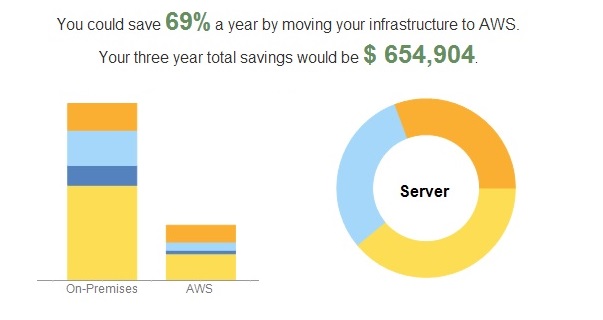 You could save 69% a year by moving your infrastructure to AWS.
Your three year total savings would be $ 654,904.
Server
On-Premises
AWS